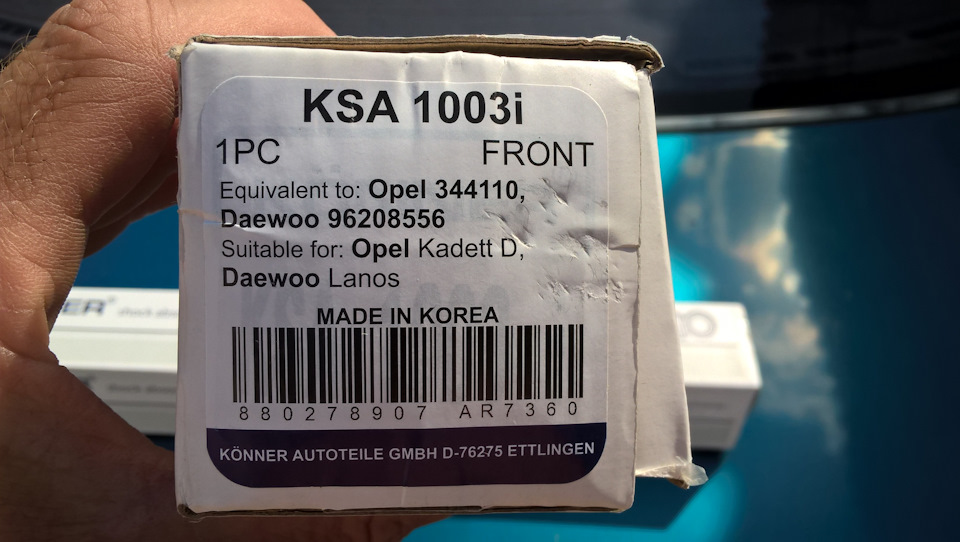 KSA 1003i
1PC FRONT
Equivalent to: Opel 344110,
Daewoo 96208556
Suitable for: Opel Kadett D,
Daewoo Lanos
MADE IN KOREA
880278907 AR7360
KÖNNER AUTOTEILE GMBH D-76275 ETTLINGEN